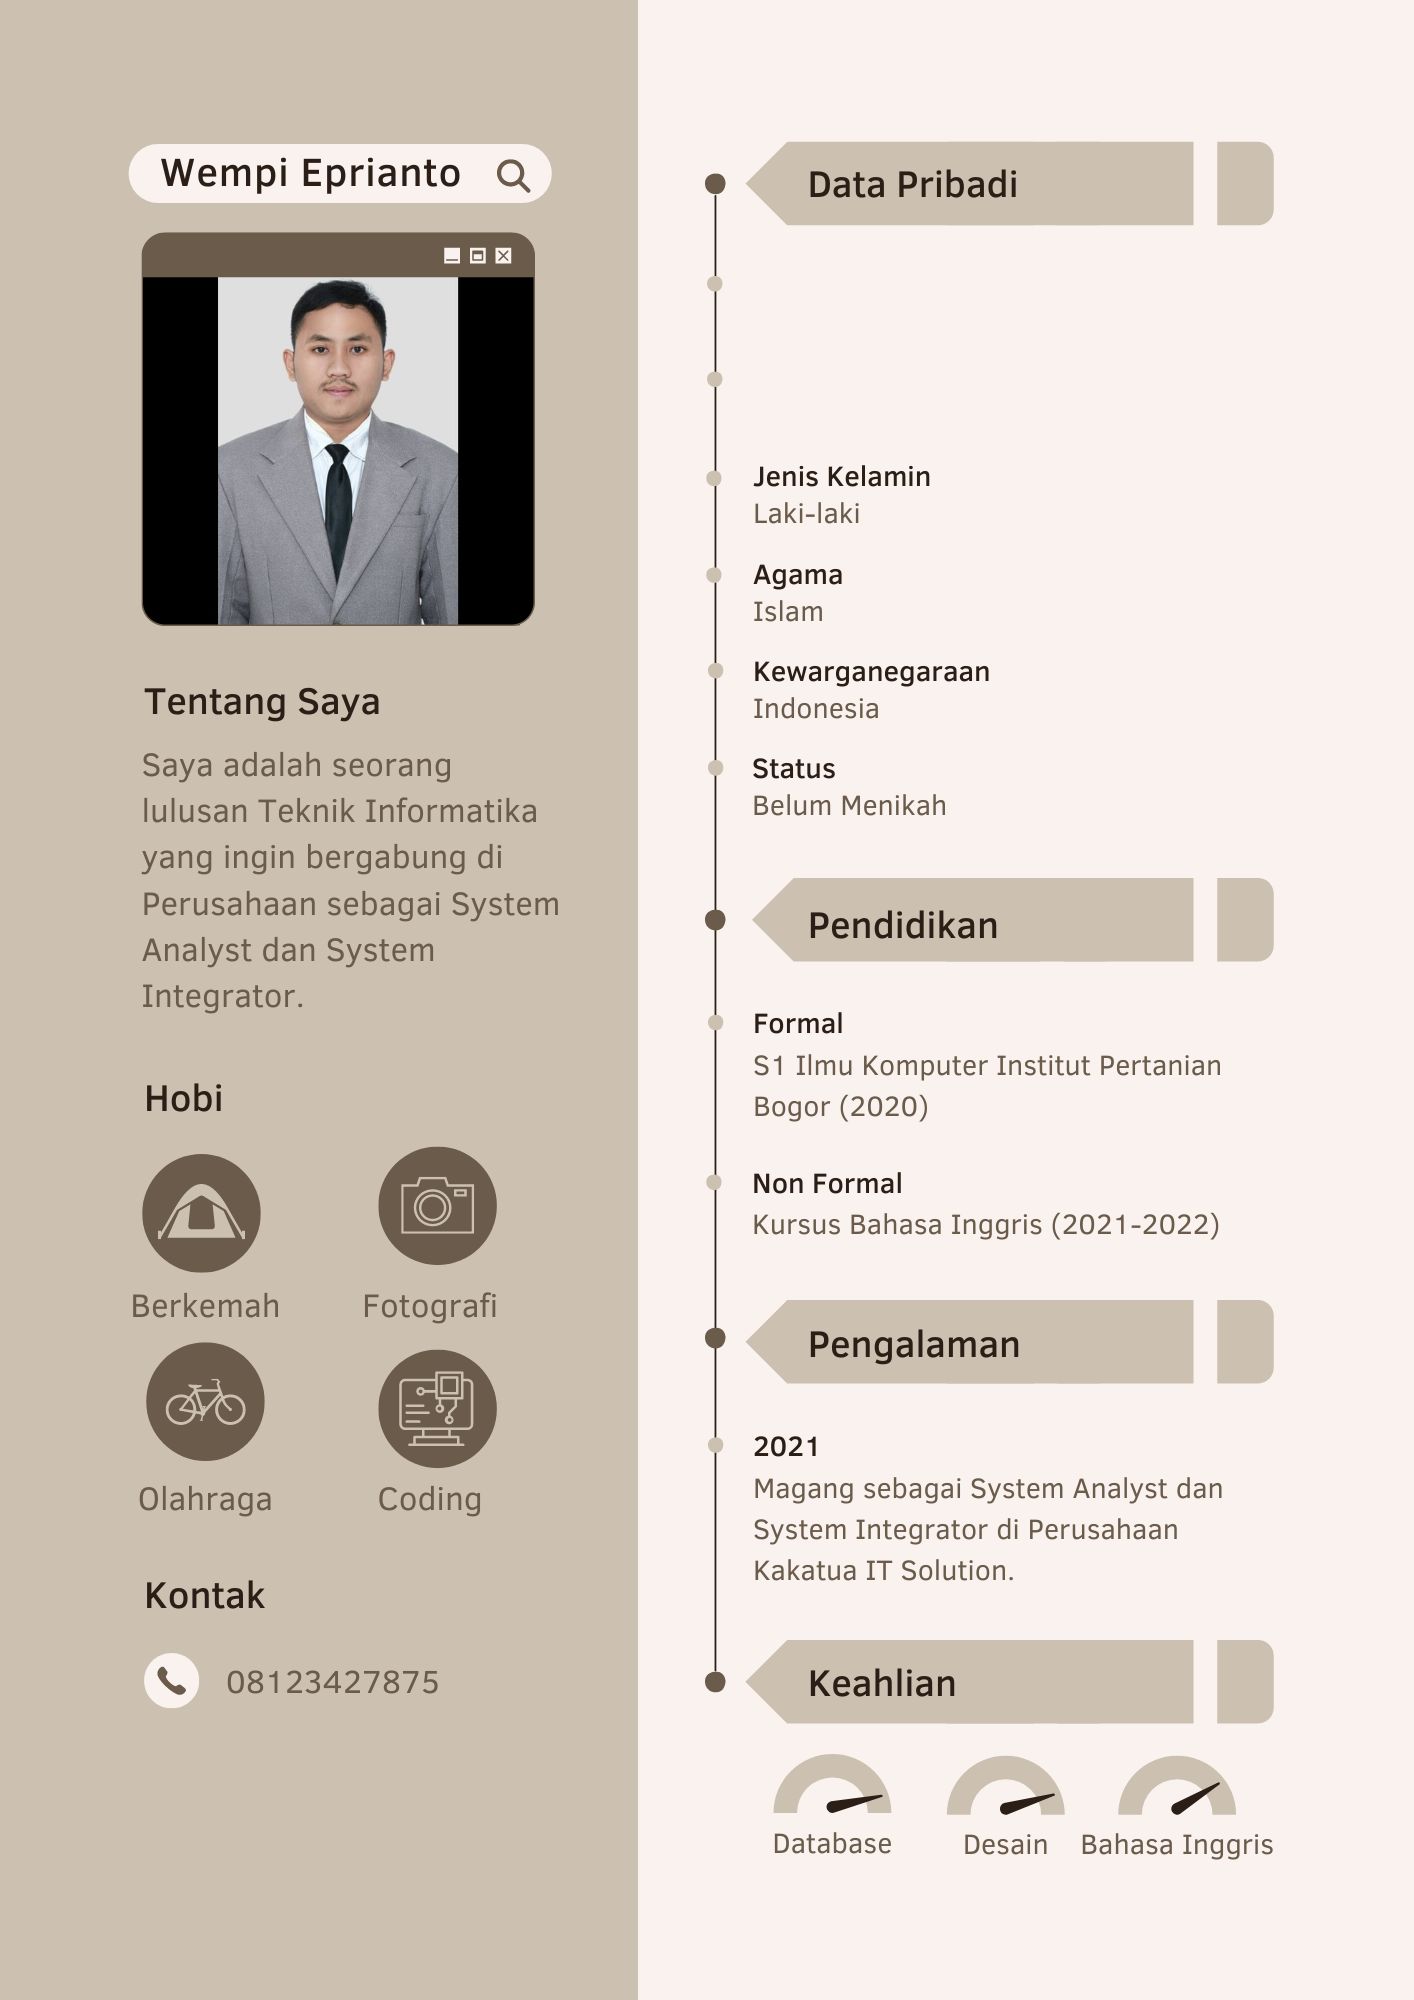 Wempi Eprianto
Tentang Saya
Saya adalah seorang
lulusan Teknik Informatika
yang ingin bergabung di
Perusahaan sebagai System
Analyst dan System
Integrator.
Hobi
Berkemah
Fotografi
Olahraga
Coding
Kontak
08123427875
Data Pribadi
Jenis Kelamin
Laki-laki
Agama
Islam
Kewarganegaraan
Indonesia
Status
Belum Menikah
Pendidikan
Formal
S1 Ilmu Komputer Institut Pertanian
Bogor (2020)
Non Formal
Kursus Bahasa Inggris (2021-2022)
Pengalaman
2021
Magang sebagai System Analyst dan
System Integrator di Perusahaan
Kakatua IT Solution.
Keahlian
Database
Desain
Bahasa Inggris